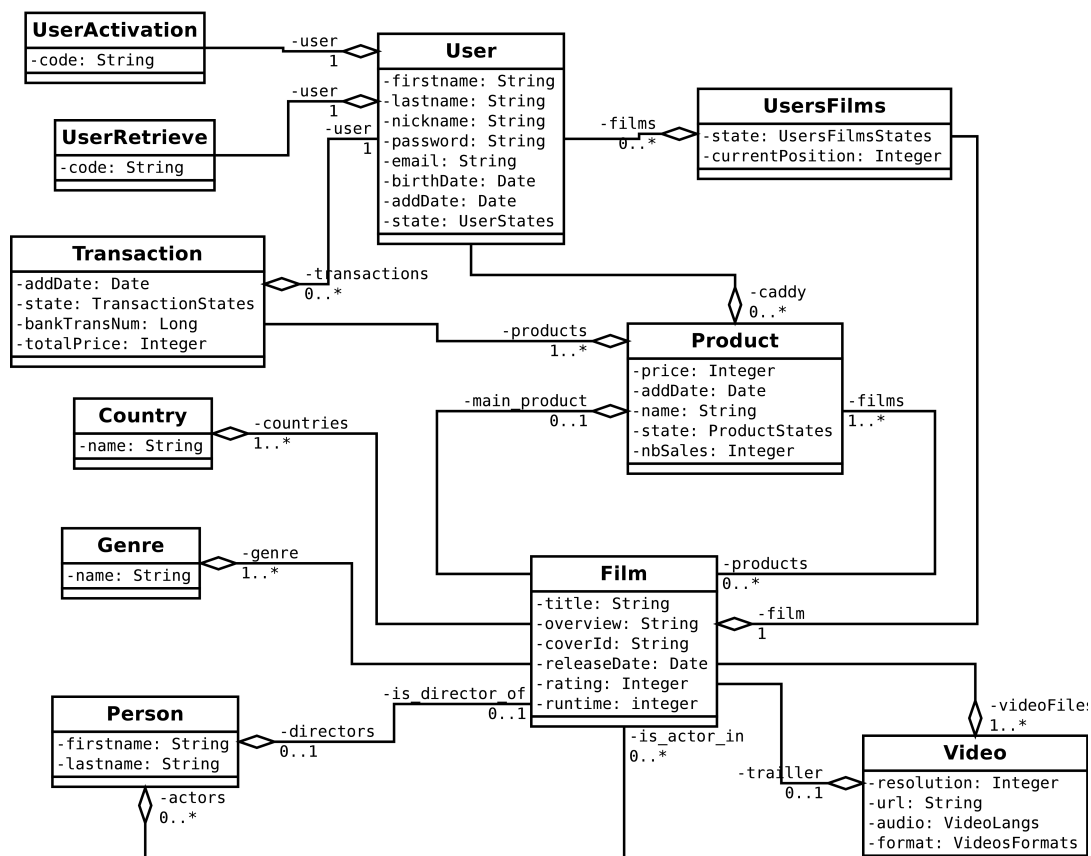 UserActivation
-code: String
-user
1
User
-firstname: String
-lastname: String
-nickname: String
-password: String
-email: String
-birthDate: Date
-addDate: Date
-state: UserStates
-user
1
-user
1
UserRetrieve
-code: String
-films
0..*
UsersFilms
-state: UsersFilmsStates
-currentPosition: Integer
Transaction
-addDate: Date
-state: TransactionStates
-bankTransNum: Long
-totalPrice: Integer
-transactions
0..*
-caddy
0..*
-products
1..*
Product
-price: Integer
-addDate: Date
-name: String
-state: ProductStates
-nbSales: Integer
-main_product
0..1
-films
1..*
Country
-name: String
-countries
1..*
Genre
-name: String
-genre
1..*
Film
-title: String
-overview: String
-coverId: String
-releaseDate: Date
-rating: Integer
-runtime: integer
-products
0..*
-film
1
-is_director_of
0..1
Person
-firstname: String
-lastname: String
-directors
0..1
-actors
0..*
-is_actor_in
0..*
-trailler
0..1
-videoFiles
1..*
Video
-resolution: Integer
-url: String
-audio: VideoLangs
-format: VideosFormats